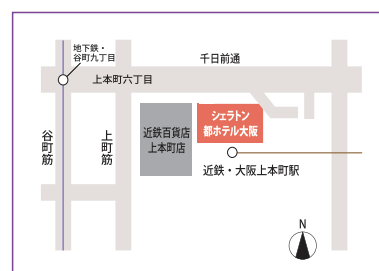 地下鉄・
谷町九丁目
千日前通
上本町六丁目
谷町筋
上町筋
近鉄百貨店
上本町店
シェラトン
都ホテル大阪
近鉄・大阪上本町駅
N